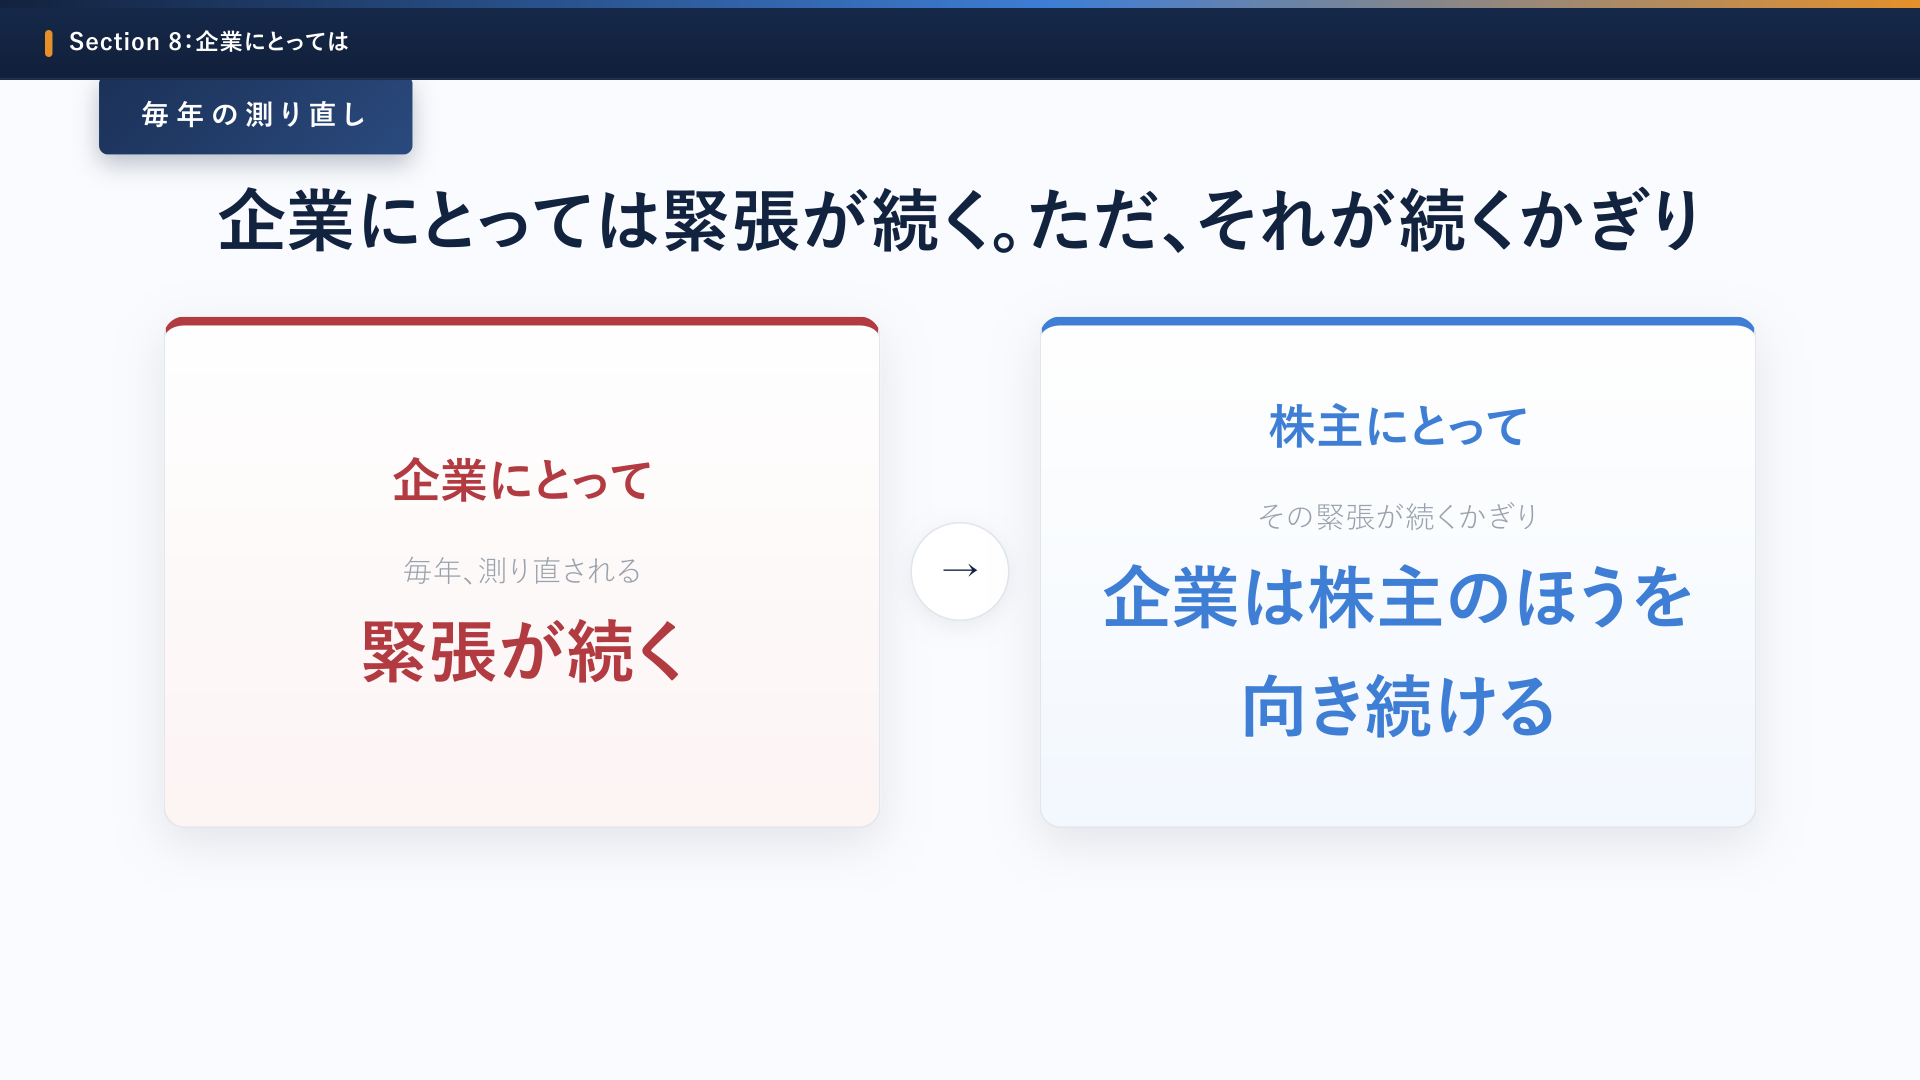 Section 8：企業にとっては
毎年の測り直し
企業にとっては緊張が続く。ただ、それが続くかぎり
企業にとって
毎年、測り直される
緊張が続く
→
株主にとって
その緊張が続くかぎり
企業は株主のほうを
向き続ける